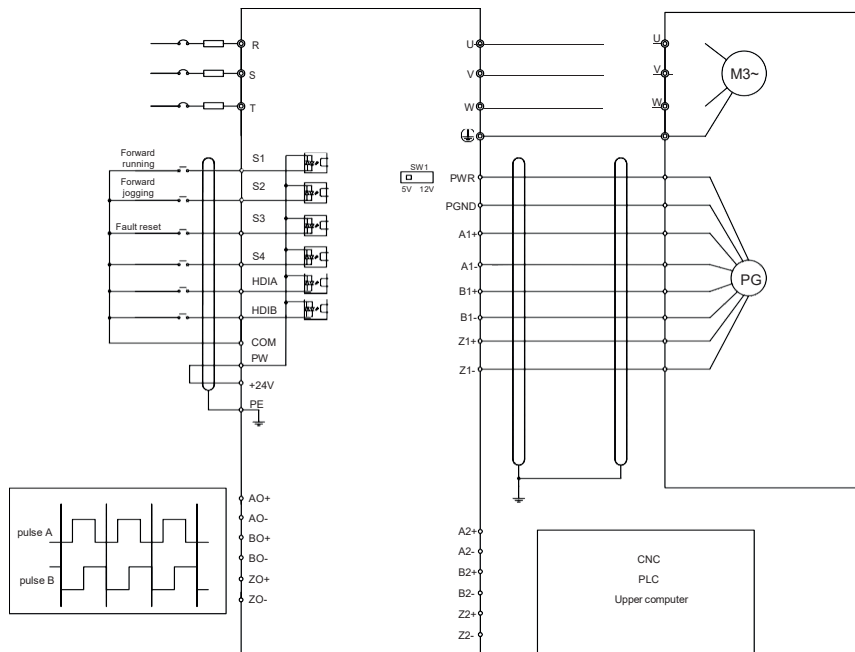 R
S
T
Forward
running
S1
Forward
jogging
S2
Fault reset
S3
S4
HDIA
HDIB
COM
PW
+24V
PE
U
V
W
U
V
W
M3~
SW1
5V 12V
PWR
PGND
A1+
A1-
B1+
B1-
Z1+
Z1-
PG
pulse A
pulse B
AO+
AO-
BO+
BO-
ZO+
ZO-
A2+
A2-
B2+
B2-
Z2+
Z2-
CNC
PLC
Upper computer